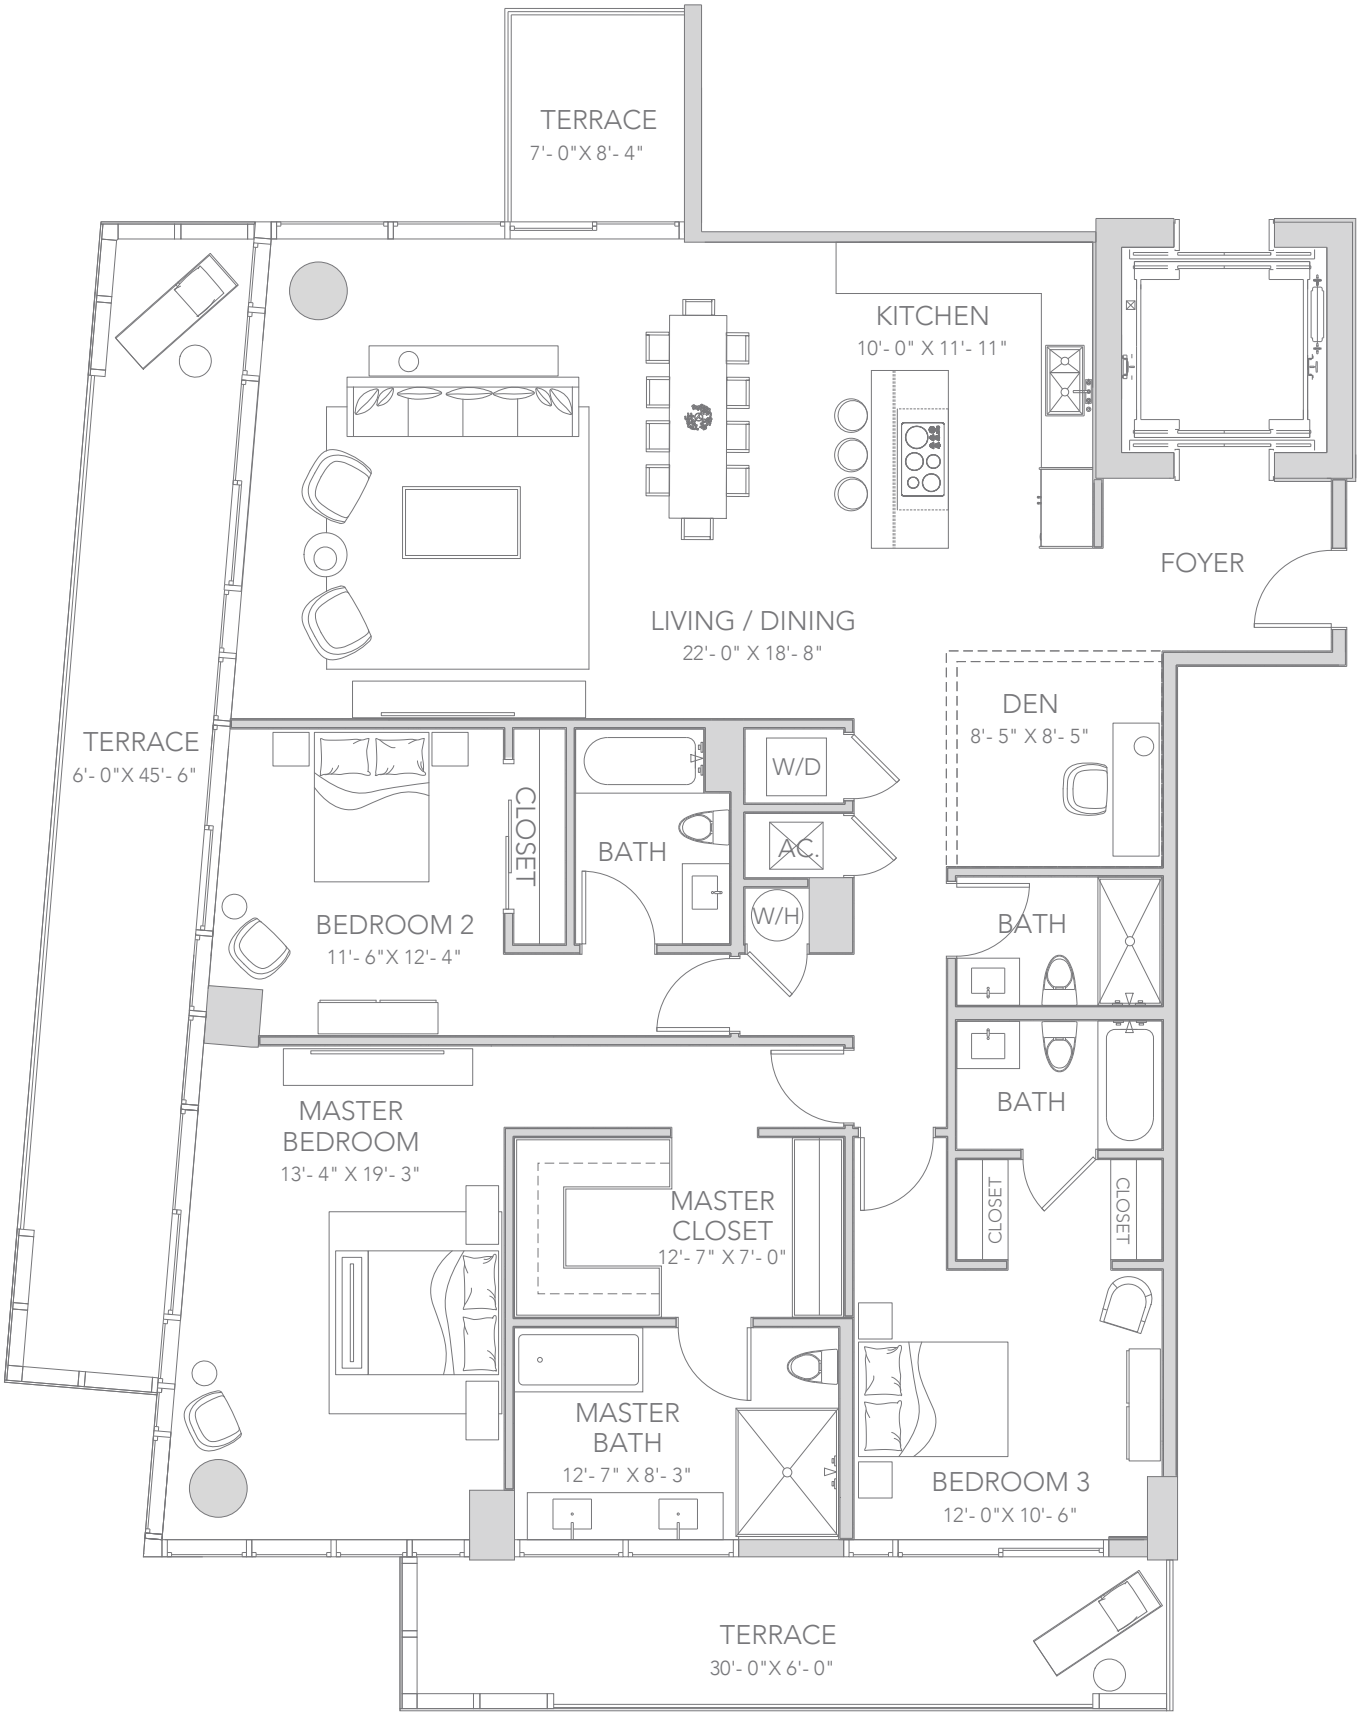 TERRACE
7'- 0"X 8'- 4"
KITCHEN
10'- 0" X 11'- 11"
FOYER
LIVING / DINING
22'- 0" X 18'- 8"
DEN
8'- 5" X 8'- 5"
TERRACE
6'- 0"X 45'- 6"
W/D
CLOSET
BATH
AC.
BEDROOM 2
11'- 6"X 12'- 4"
W/H
BATH
MASTER
BEDROOM
13'- 4" X 19'- 3"
BATH
MASTER
CLOSET
12'- 7" X 7'- 0"
CLOSET
CLOSET
MASTER
BATH
12'- 7" X 8'- 3"
BEDROOM 3
12'- 0"X 10'- 6"
TERRACE
30'- 0"X 6'- 0"